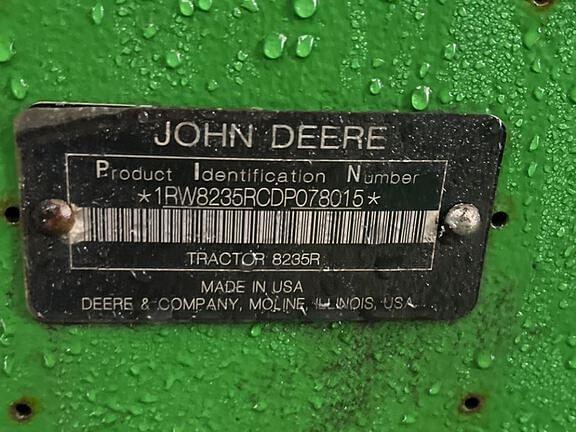 JOHN DEERE
Product Identification Number
*1RW8235RCDP078015*
TRACTOR 8235R
MADE IN USA
DEERE & COMPANY, MOLINE, ILLINOIS, USA